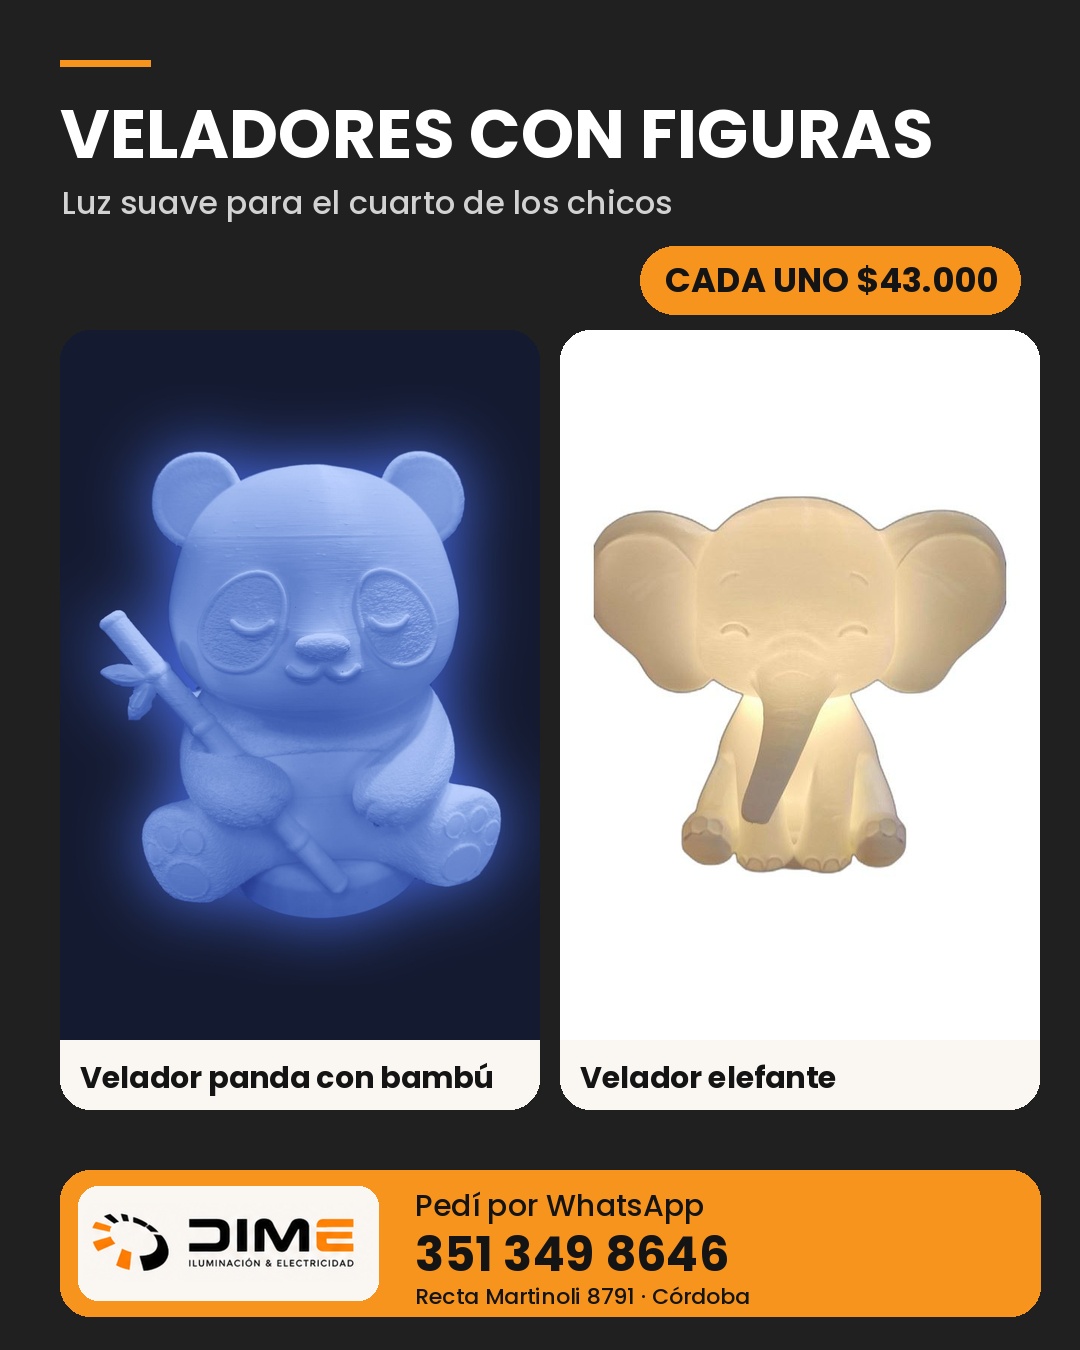 VELADORES CON FIGURAS
Luz suave para el cuarto de los chicos
CADA UNO $43.000
Velador panda con bambú
Velador elefante
DIME
ILUMINACIÓN & ELECTRICIDAD
Pedí por WhatsApp
351 349 8646
Recta Martinoli 8791 · Córdoba